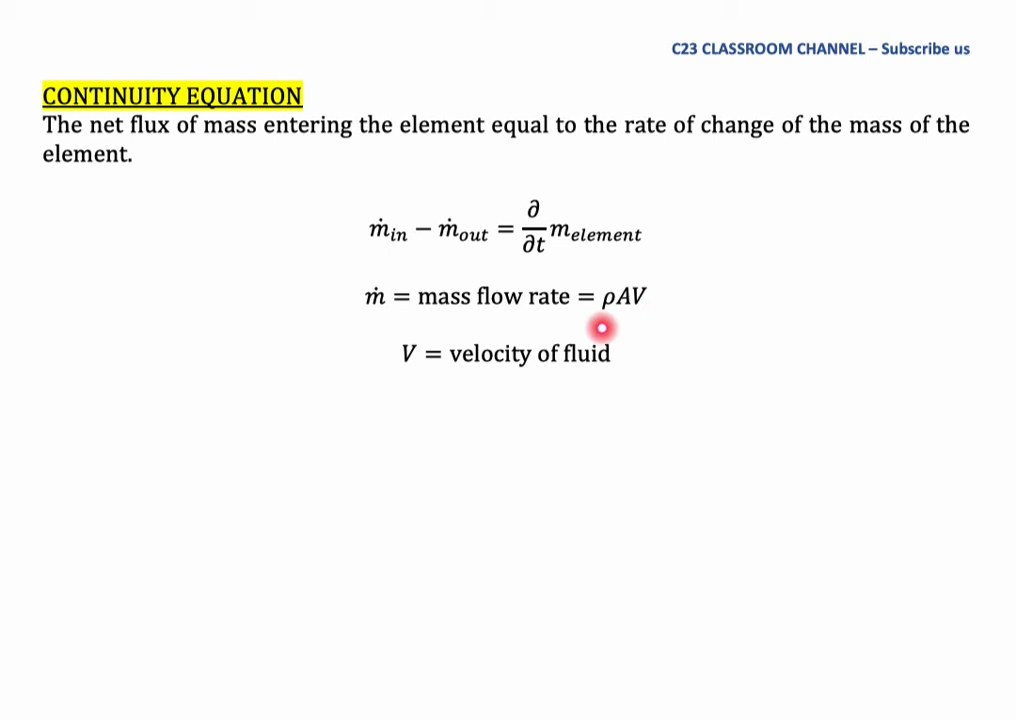 C23 CLASSROOM CHANNEL – Subscribe us
CONTINUITY EQUATION
The net flux of mass entering the element equal to the rate of change of the mass of the
element.
ṁ_in − ṁ_out = ∂/∂t m_element
ṁ = mass flow rate = ρAV
V = velocity of fluid